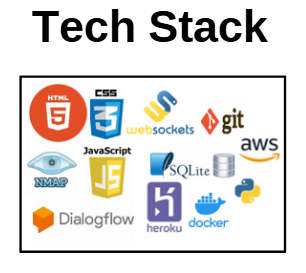 Tech Stack
HTML
5
CSS
3
websockets
git
aws
NMAP
JavaScript
JS
SQLite
Dialogflow
heroku
docker